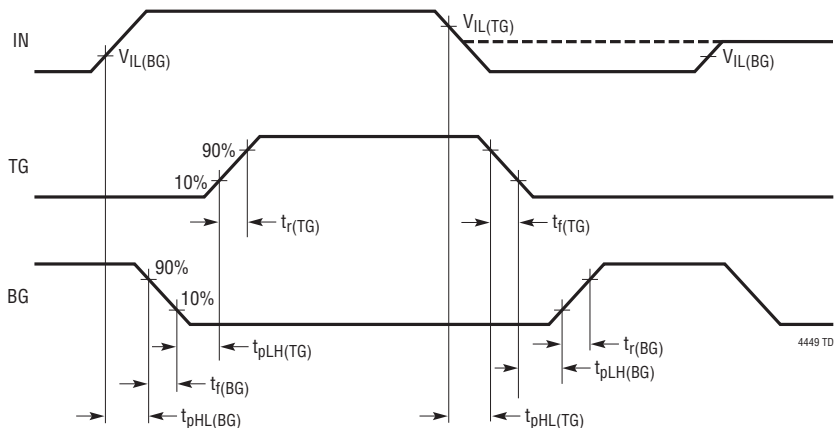 IN
V_IL(BG)
V_IL(TG)
V_IL(BG)
TG
90%
10%
t_r(TG)
t_f(TG)
BG
90%
10%
t_pLH(TG)
t_f(BG)
t_pHL(BG)
t_r(BG)
t_pLH(BG)
t_pHL(TG)
4449 TD